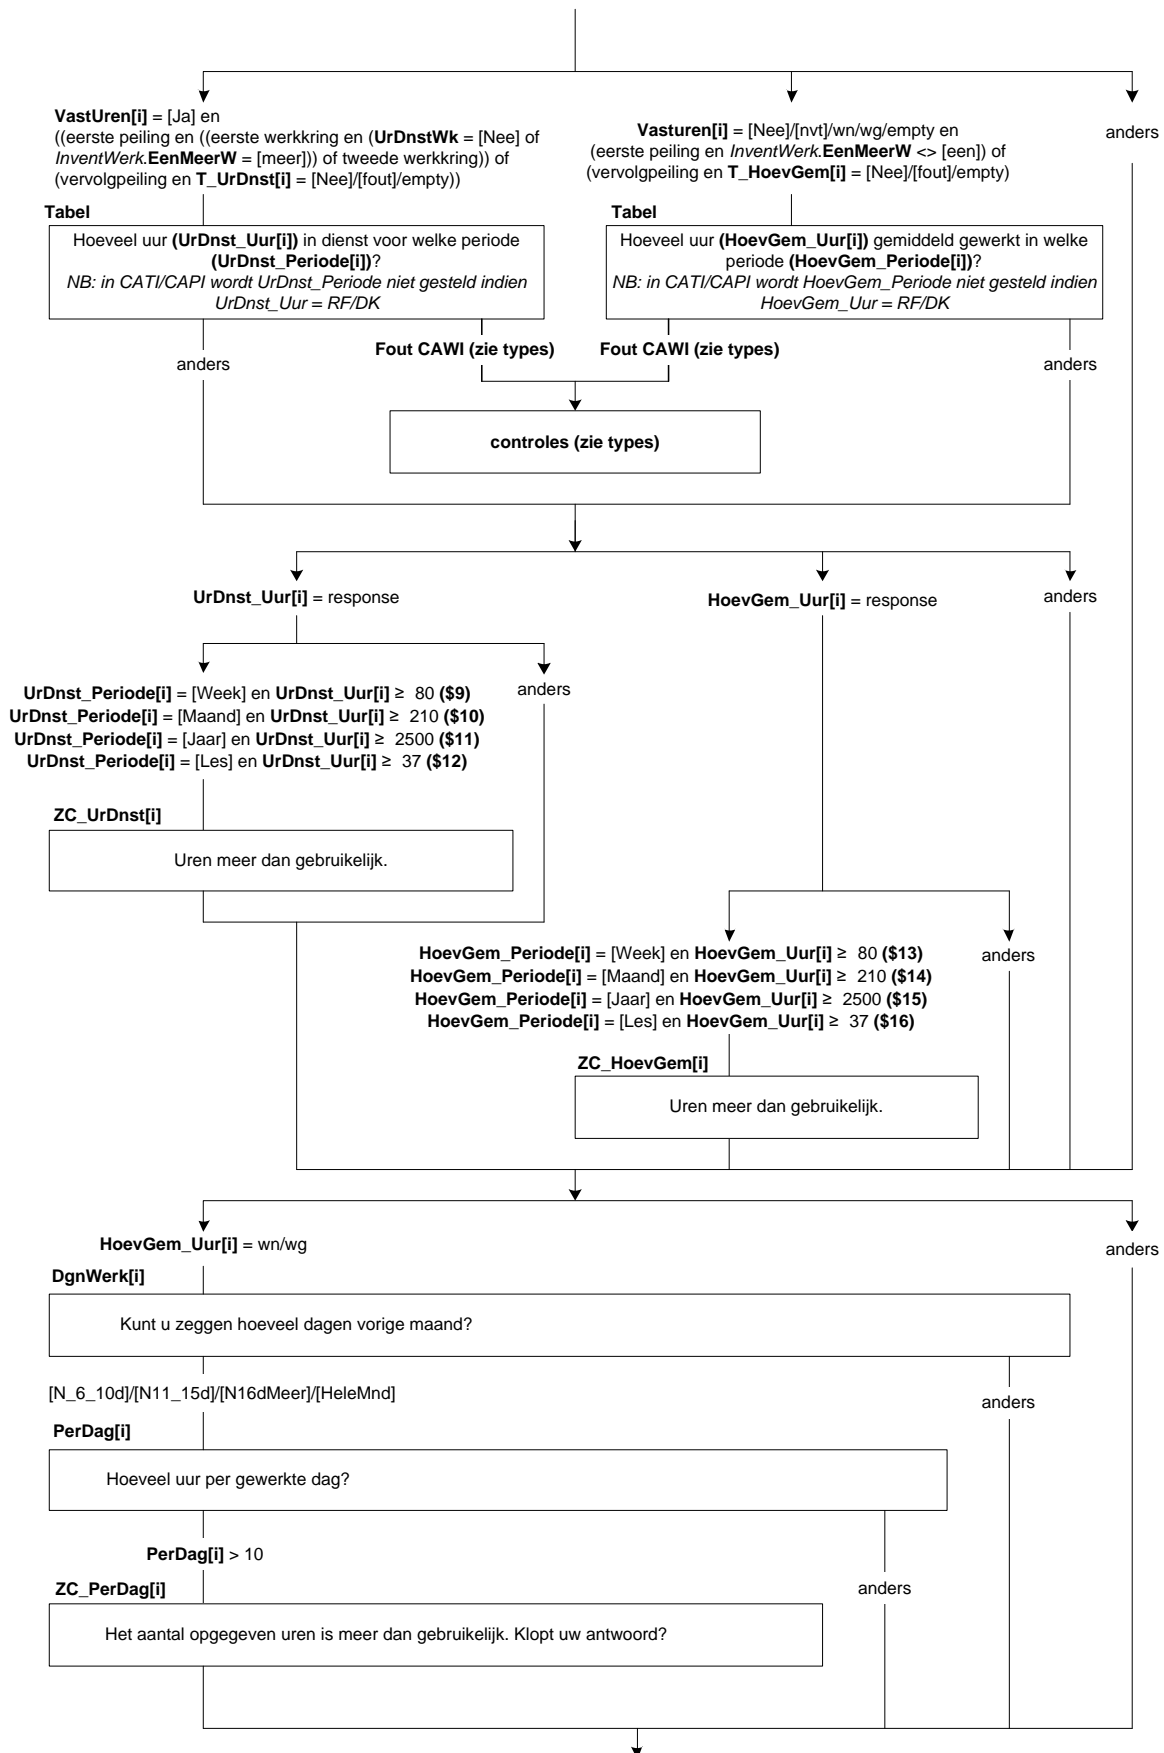 VastUren[i] = [Ja] en
((eerste peiling en ((eerste werkkring en (UrDnstWk = [Nee] of
InventWerk.EenMeerW = [meer])) of tweede werkkring)) of
(vervolgpeiling en T_UrDnst[i] = [Nee]/[fout]/empty))
Vasturen[i] = [Nee]/[nvt]/wn/wg/empty en
(eerste peiling en InventWerk.EenMeerW <> [een]) of
(vervolgpeiling en T_HoevGem[i] = [Nee]/[fout]/empty)
anders
Tabel
Hoeveel uur (UrDnst_Uur[i]) in dienst voor welke periode
(UrDnst_Periode[i])?
NB: in CATI/CAPI wordt UrDnst_Periode niet gesteld indien
UrDnst_Uur = RF/DK
Tabel
Hoeveel uur (HoevGem_Uur[i]) gemiddeld gewerkt in welke
periode (HoevGem_Periode[i])?
NB: in CATI/CAPI wordt HoevGem_Periode niet gesteld indien
HoevGem_Uur = RF/DK
anders
Fout CAWI (zie types)
Fout CAWI (zie types)
anders
controles (zie types)
UrDnst_Uur[i] = response
HoevGem_Uur[i] = response
anders
UrDnst_Periode[i] = [Week] en UrDnst_Uur[i] ≥ 80 ($9)
UrDnst_Periode[i] = [Maand] en UrDnst_Uur[i] ≥ 210 ($10)
UrDnst_Periode[i] = [Jaar] en UrDnst_Uur[i] ≥ 2500 ($11)
UrDnst_Periode[i] = [Les] en UrDnst_Uur[i] ≥ 37 ($12)
anders
ZC_UrDnst[i]
Uren meer dan gebruikelijk.
HoevGem_Periode[i] = [Week] en HoevGem_Uur[i] ≥ 80 ($13)
HoevGem_Periode[i] = [Maand] en HoevGem_Uur[i] ≥ 210 ($14)
HoevGem_Periode[i] = [Jaar] en HoevGem_Uur[i] ≥ 2500 ($15)
HoevGem_Periode[i] = [Les] en HoevGem_Uur[i] ≥ 37 ($16)
anders
ZC_HoevGem[i]
Uren meer dan gebruikelijk.
HoevGem_Uur[i] = wn/wg
anders
DgnWerk[i]
Kunt u zeggen hoeveel dagen vorige maand?
[N_6_10d]/[N11_15d]/[N16dMeer]/[HeleMnd]
anders
PerDag[i]
Hoeveel uur per gewerkte dag?
PerDag[i] > 10
anders
ZC_PerDag[i]
Het aantal opgegeven uren is meer dan gebruikelijk. Klopt uw antwoord?